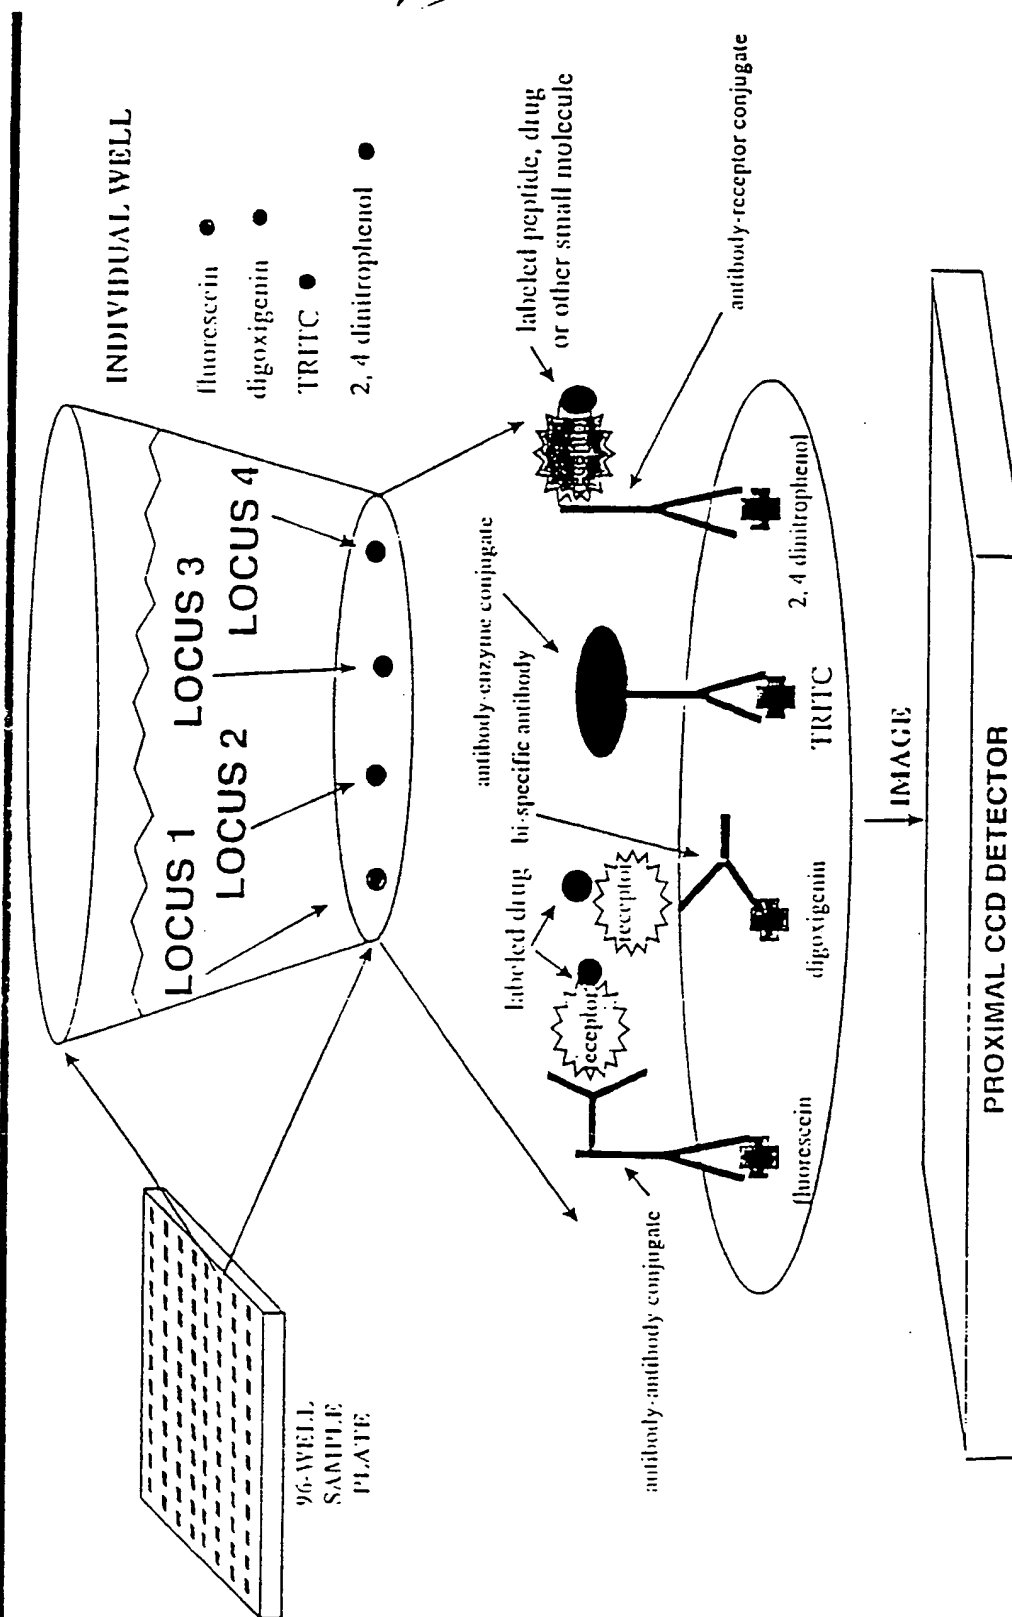 INDIVIDUAL WELL
fluorescein
digoxigenin
TRITC
2, 4 dinitrophenol
LOCUS 1
LOCUS 2
LOCUS 3
LOCUS 4
96-WELL
SAMPLE
PLATE
labeled peptide, drug
or other small molecule
antibody-receptor conjugate
antibody-enzyme conjugate
bi-specific antibody
labeled drug
receptor
receptor
antibody-antibody conjugate
fluorescein
digoxigenin
TRITC
2, 4 dinitrophenol
IMAGE
PROXIMAL CCD DETECTOR